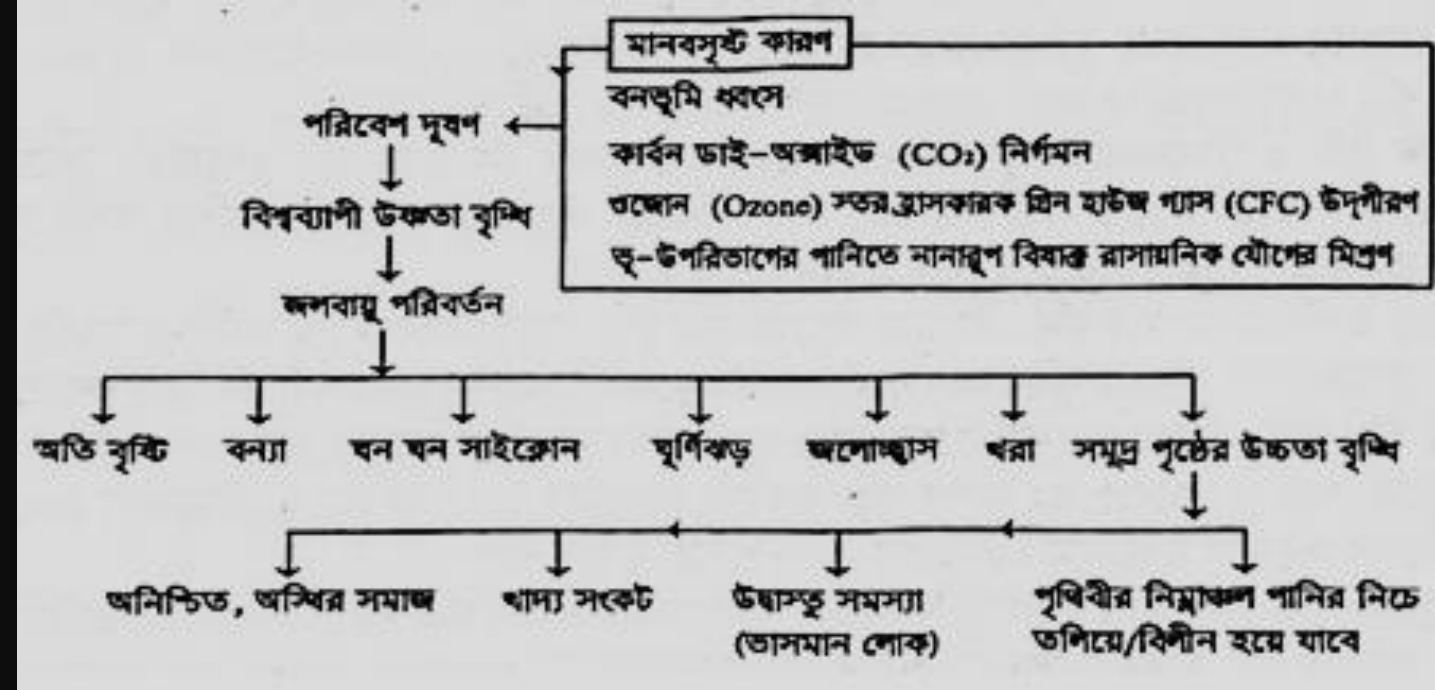 মানবসৃষ্ট কারণ
বনভূমি ধ্বংস
কার্বন ডাই-অক্সাইড (CO₂) নির্গমন
ওজোন (Ozone) স্তর হ্রাসকারক গ্রিন হাউজ গ্যাস (CFC) উদ্‌গীরণ
ভূ-উপরিভাগের পানিতে নানারূপ বিষাক্ত রাসায়নিক যৌগের মিশ্রণ
পরিবেশ দূষণ
বিশ্বব্যাপী উষ্ণতা বৃদ্ধি
জলবায়ু পরিবর্তন
অতি বৃষ্টি বন্যা ঘন ঘন সাইক্লোন ঘূর্ণিঝড় জলোচ্ছ্বাস খরা সমুদ্র পৃষ্ঠের উচ্চতা বৃদ্ধি
অনিশ্চিত, অস্থির সমাজ খাদ্য সংকট উদ্বাস্তু সমস্যা পৃথিবীর নিম্নাঞ্চল পানির নিচে
(ভাসমান লোক) তলিয়ে/বিলীন হয়ে যাবে